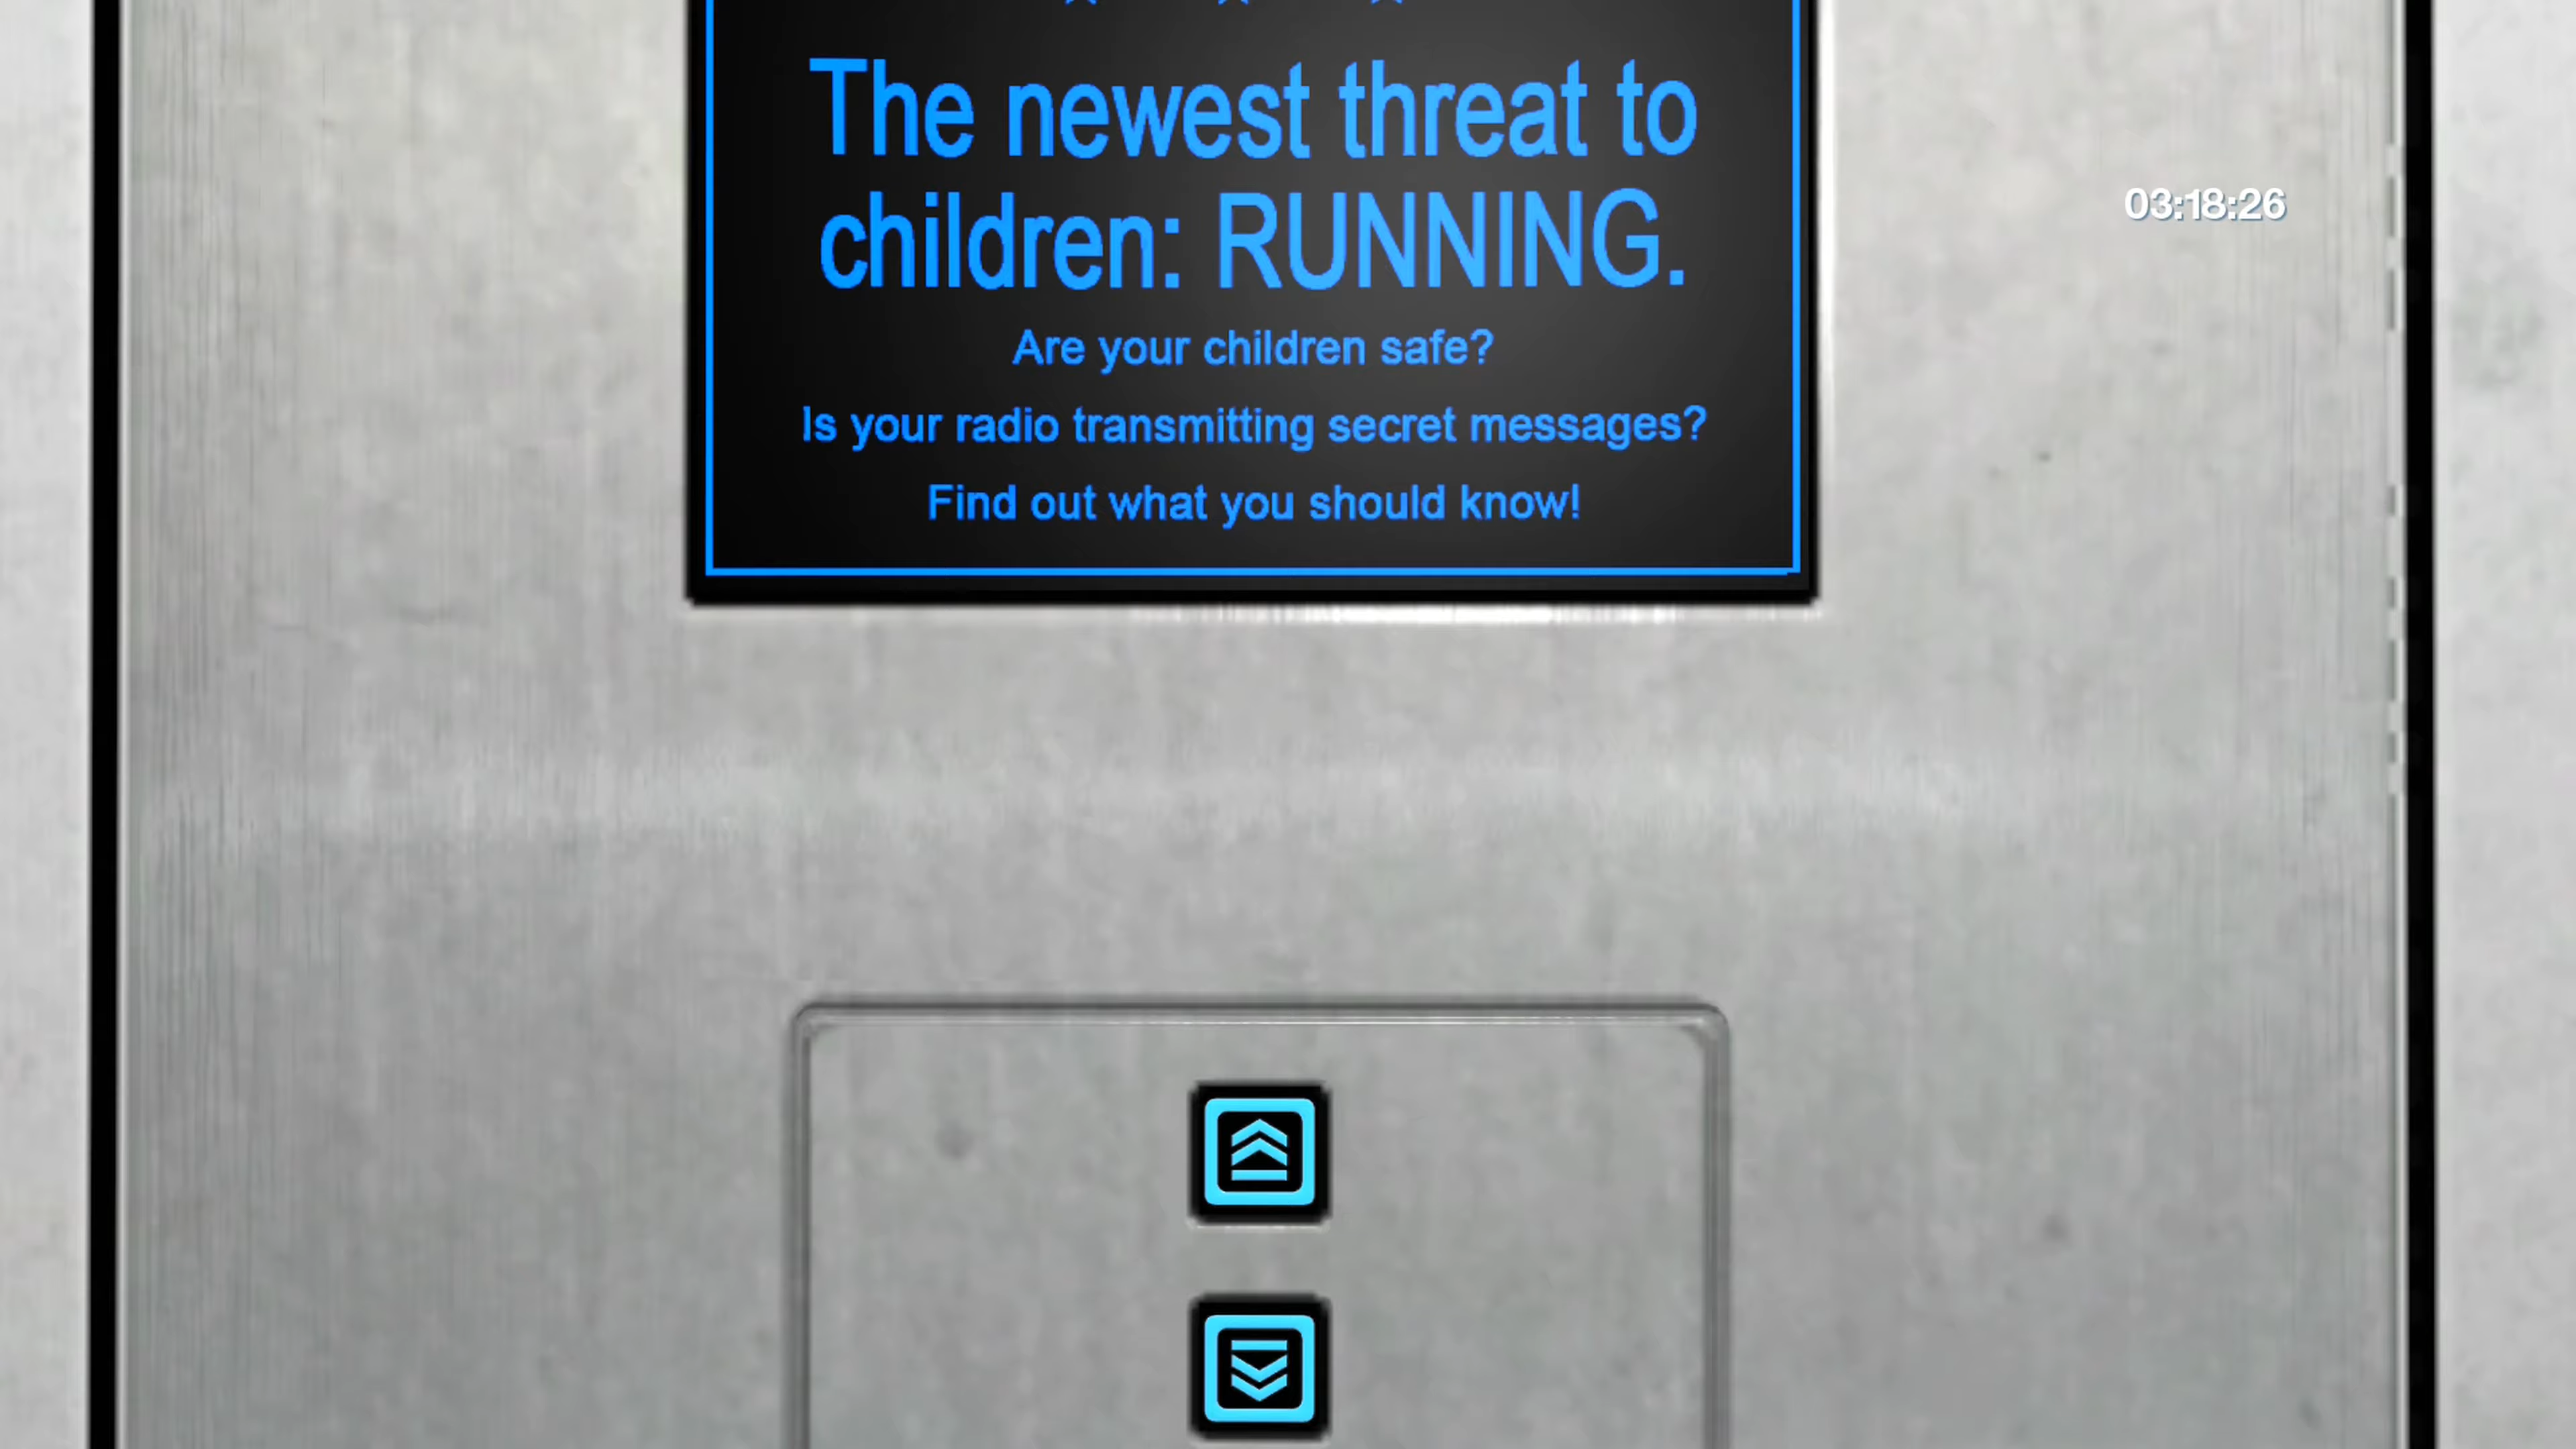 The newest threat to
children: RUNNING.
Are your children safe?
Is your radio transmitting secret messages?
Find out what you should know!
03:18:26